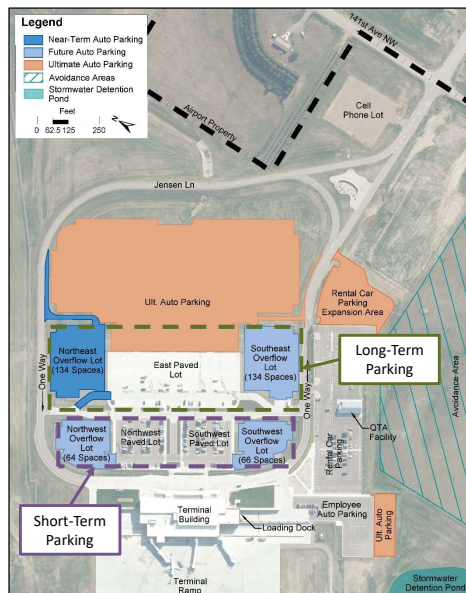 Legend
Near-Term Auto Parking
Future Auto Parking
Ultimate Auto Parking
Avoidance Areas
Stormwater Detention
Pond
Feet
0 62.5 125 250
N
141st Ave NW
Airport Property
Cell
Phone Lot
Jensen Ln
Ult. Auto Parking
Rental Car
Parking
Expansion Area
One Way
Northeast
Overflow
Lot
(134 Spaces)
East Paved
Lot
Southeast
Overflow
Lot
(134 Spaces)
One Way
Long-Term
Parking
Avoidance Area
Northwest
Overflow
Lot
(64 Spaces)
Northwest
Paved Lot
Southwest
Paved Lot
Southwest
Overflow
Lot
(66 Spaces)
Rental Car
Parking
QTA
Facility
Short-Term
Parking
Terminal
Building
Loading Dock
Employee
Auto Parking
Ult. Auto
Parking
Terminal
Ramp
Stormwater
Detention Pond